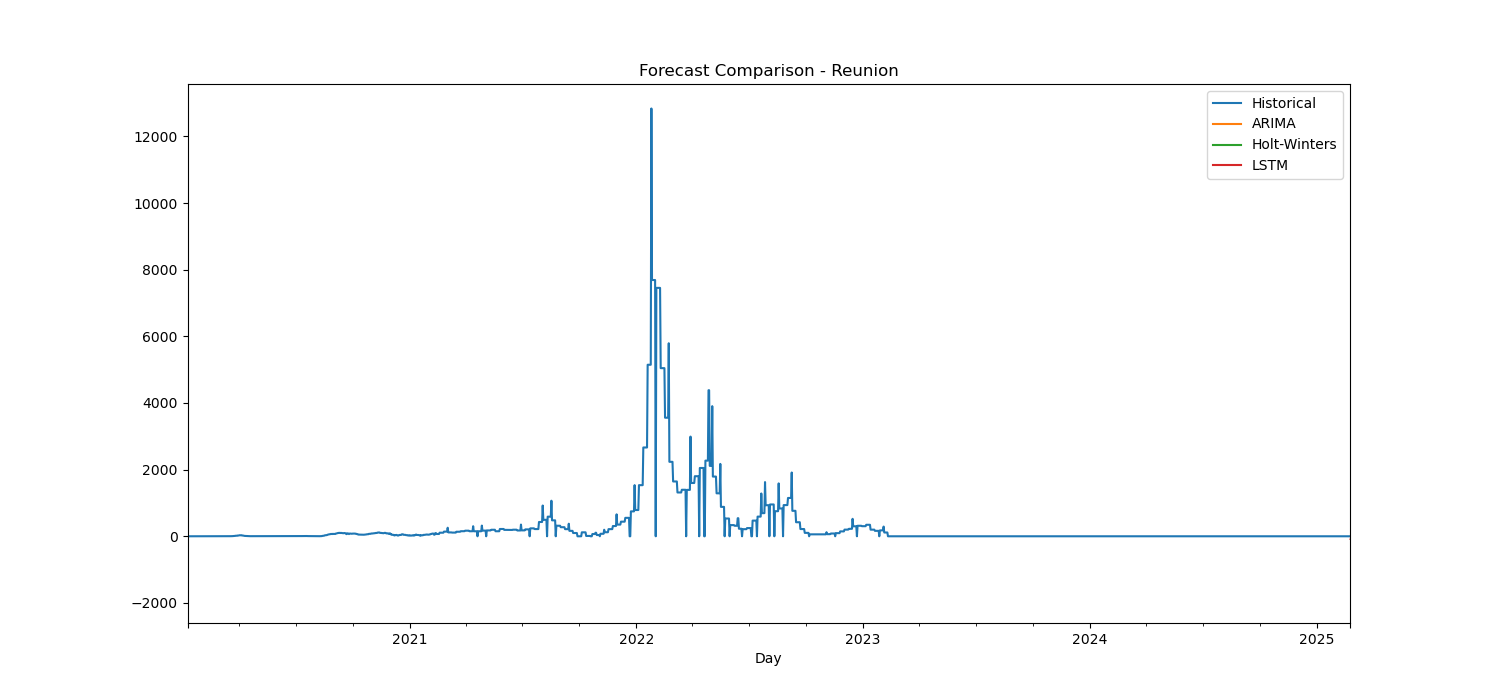 Forecast Comparison - Reunion
Historical
ARIMA
Holt-Winters
LSTM
12000
10000
8000
6000
4000
2000
0
−2000
2021 2022 2023 2024 2025
Day